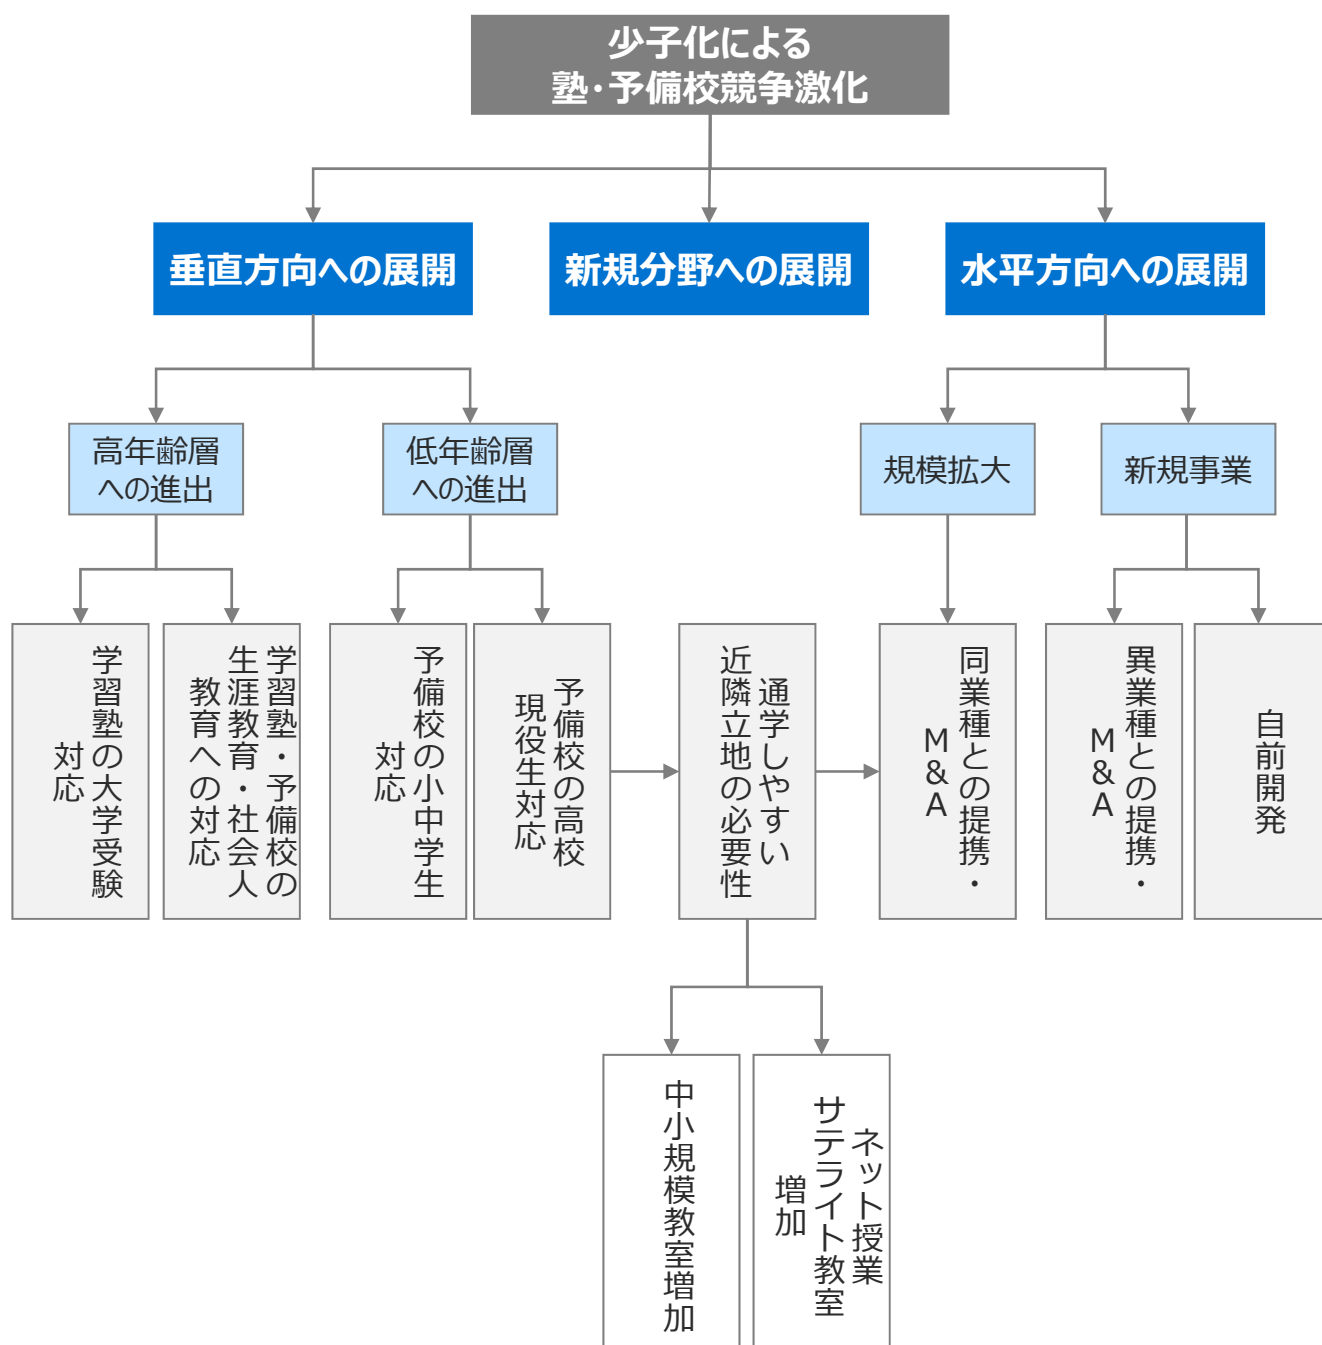 少子化による
塾・予備校競争激化
垂直方向への展開
新規分野への展開
水平方向への展開
高年齢層
への進出
低年齢層
への進出
規模拡大
新規事業
学習塾の大学受験
対応
学習塾・予備校の
生涯教育・社会人
教育への対応
予備校の小中学生
対応
予備校の高校
現役生対応
通学しやすい
近隣立地の必要性
同業種との提携・
M&A
異業種との提携・
M&A
自前開発
中小規模教室増加
ネット授業
サテライト教室
増加